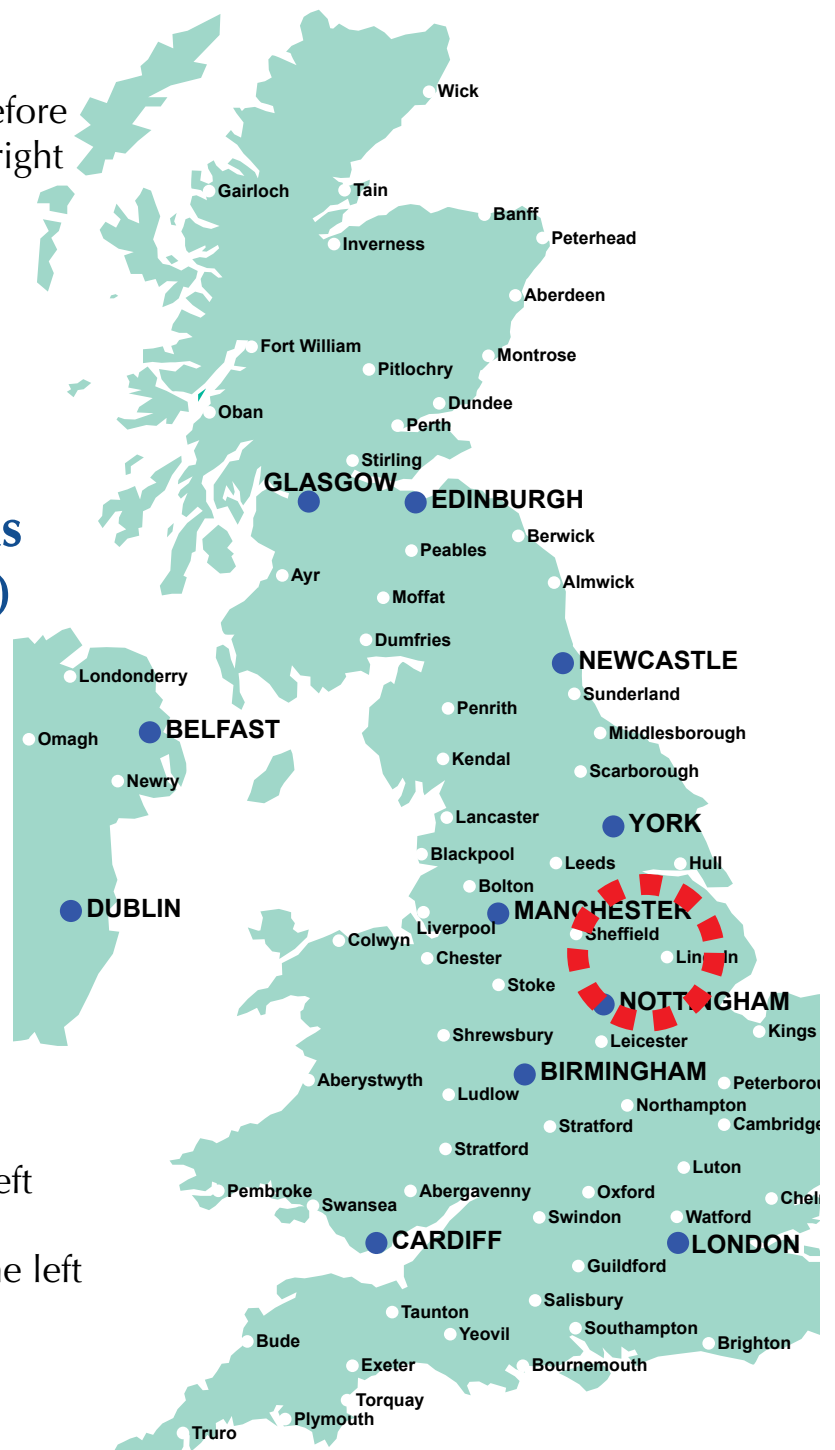 efore
right
Wick
Gairloch
Tain
Banff
Inverness
Peterhead
Aberdeen
Fort William
Montrose
Pitlochry
Dundee
Oban
Perth
Stirling
GLASGOW
EDINBURGH
Berwick
Peables
Ayr
Almwick
Moffat
Dumfries
NEWCASTLE
Londonderry
Sunderland
Penrith
BELFAST
Omagh
Middlesborough
Kendal
Newry
Scarborough
Lancaster
YORK
Blackpool
Leeds
Hull
Bolton
DUBLIN
MANCHESTER
Liverpool
Sheffield
Colwyn
Chester
Lincoln
Stoke
NOTTINGHAM
Kings
Shrewsbury
Leicester
BIRMINGHAM
Aberystwyth
Peterborou
Ludlow
Northampton
Stratford
Cambridge
Stratford
Luton
eft
Pembroke
Abergavenny
Oxford
Chel
Swansea
Swindon
Watford
CARDIFF
LONDON
he left
Guildford
Salisbury
Taunton
Southampton
Yeovil
Bude
Brighton
Exeter
Bournemouth
Torquay
Plymouth
Truro